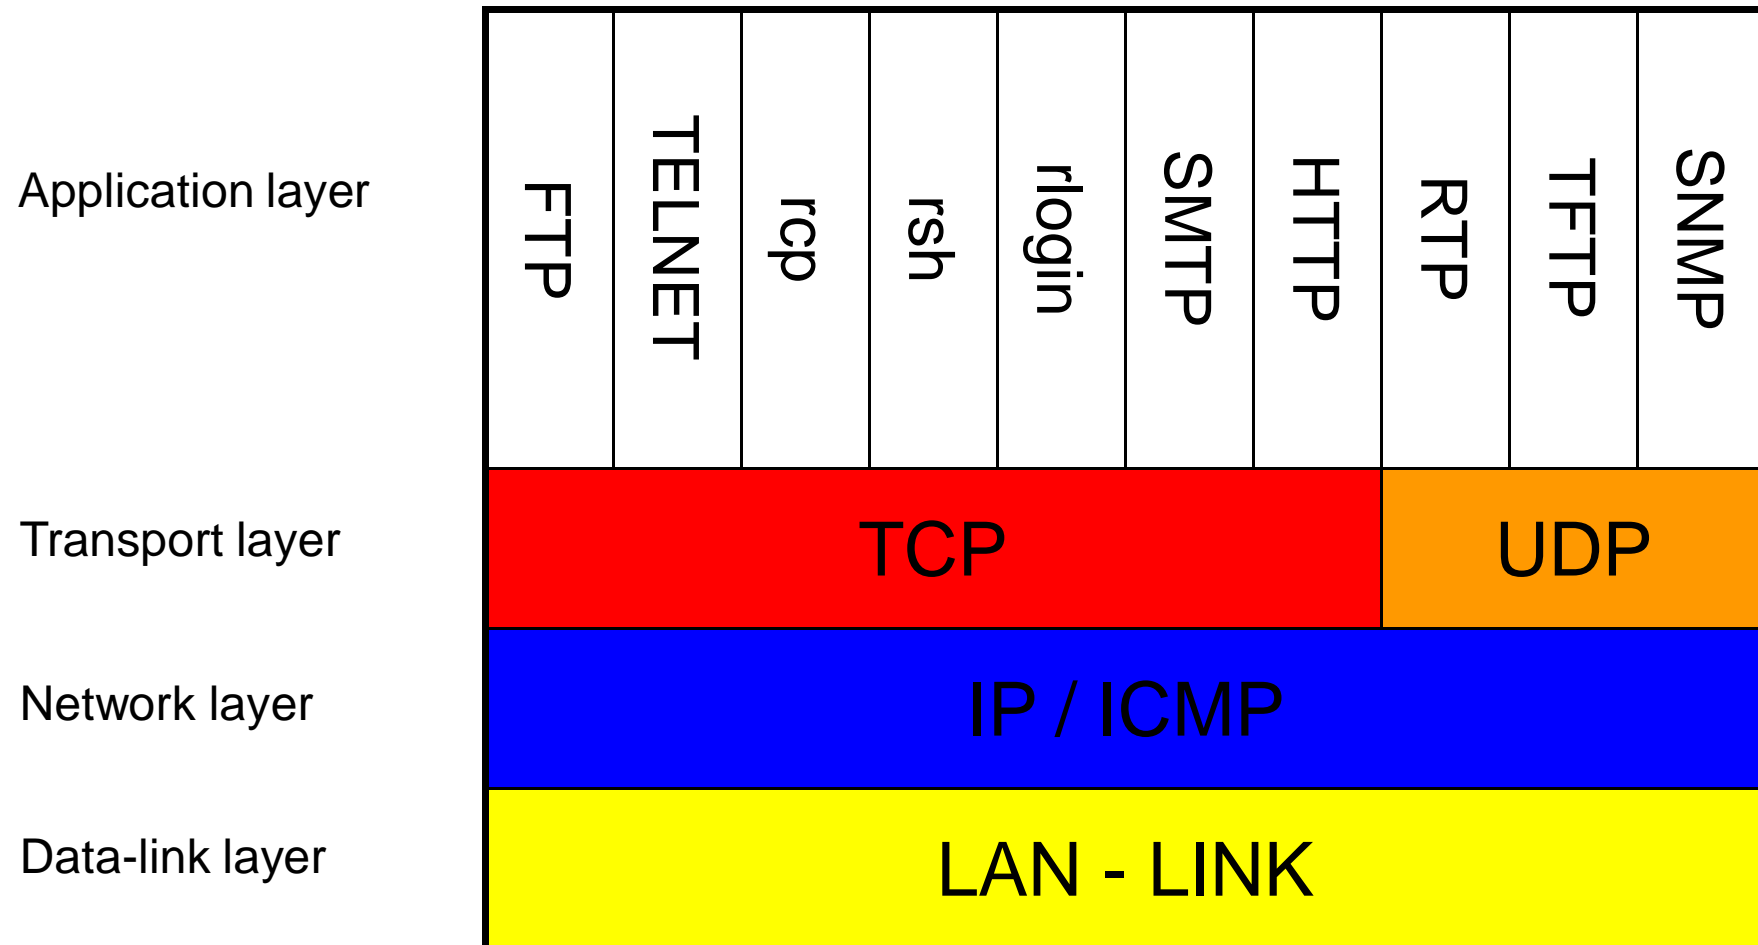 Application layer
FTP
TELNET
rcp
rsh
rlogin
SMTP
HTTP
RTP
TFTP
SNMP
Transport layer
TCP
UDP
Network layer
IP / ICMP
Data-link layer
LAN - LINK